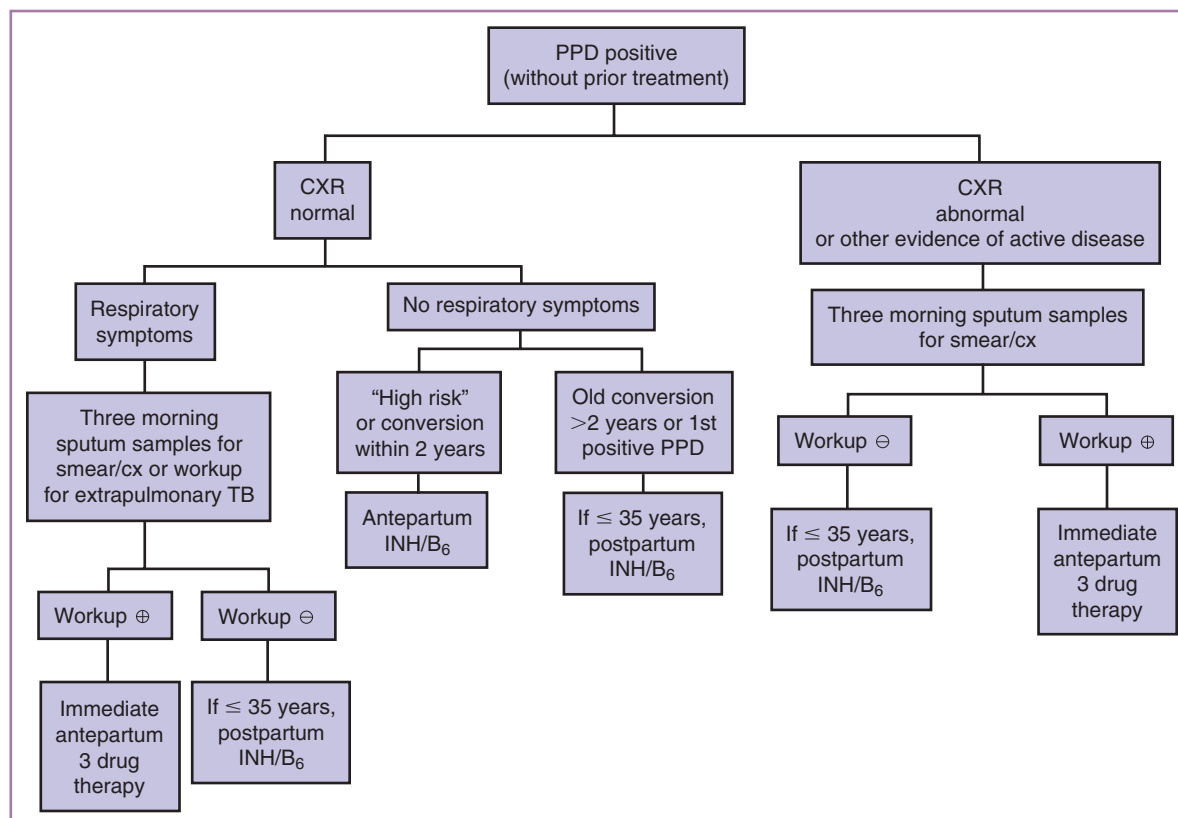 PPD positive
(without prior treatment)
CXR
normal
CXR
abnormal
or other evidence of active disease
Respiratory
symptoms
No respiratory symptoms
Three morning sputum samples
for smear/cx
Three morning
sputum samples for
smear/cx or workup
for extrapulmonary TB
“High risk”
or conversion
within 2 years
Old conversion
>2 years or 1st
positive PPD
Workup ⊖
Workup ⊕
Antepartum
INH/B₆
If ≤ 35 years,
postpartum
INH/B₆
If ≤ 35 years,
postpartum
INH/B₆
Immediate
antepartum
3 drug
therapy
Workup ⊕
Workup ⊖
Immediate
antepartum
3 drug
therapy
If ≤ 35 years,
postpartum
INH/B₆